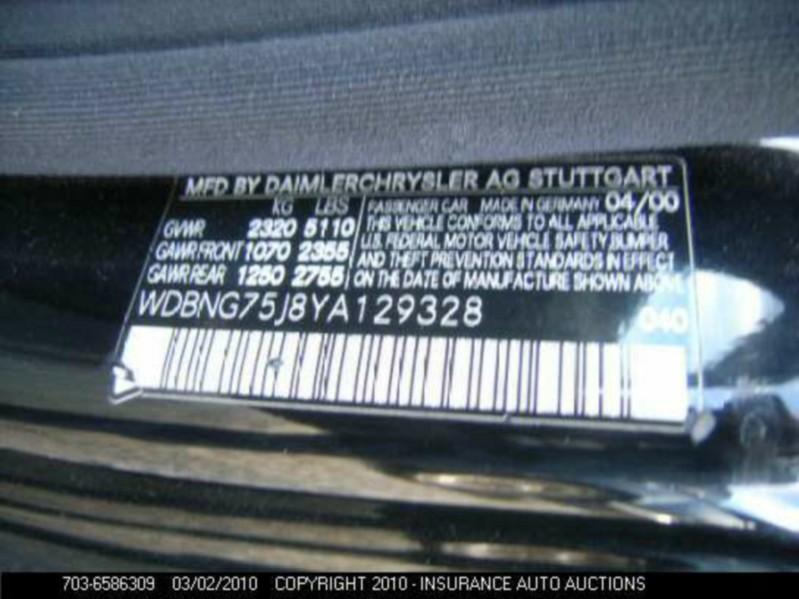 MFD BY DAIMLERCHRYSLER AG STUTTGART
KG LBS
GVWR 2320 5110
GAWR FRONT 1070 2355
GAWR REAR 1250 2755
PASSENGER CAR MADE IN GERMANY 04/00
THIS VEHICLE CONFORMS TO ALL APPLICABLE
U.S. FEDERAL MOTOR VEHICLE SAFETY, BUMPER
AND THEFT PREVENTION STANDARDS IN EFFECT
ON THE DATE OF MANUFACTURE SHOWN ABOVE
WDBNG75J8YA129328
040
703-6586309 03/02/2010 COPYRIGHT 2010 - INSURANCE AUTO AUCTIONS